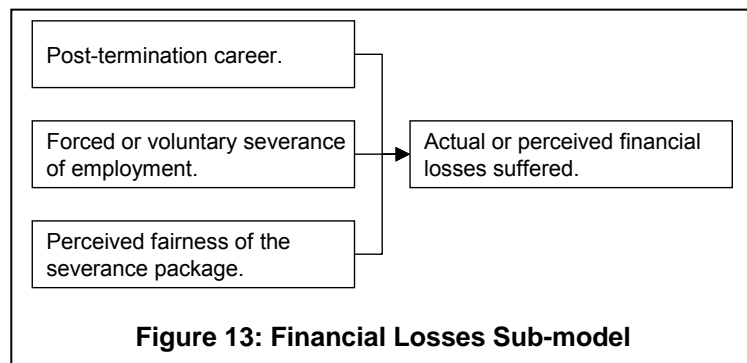 Post-termination career.
Forced or voluntary severance
of employment.
Actual or perceived financial
losses suffered.
Perceived fairness of the
severance package.
Figure 13: Financial Losses Sub-model